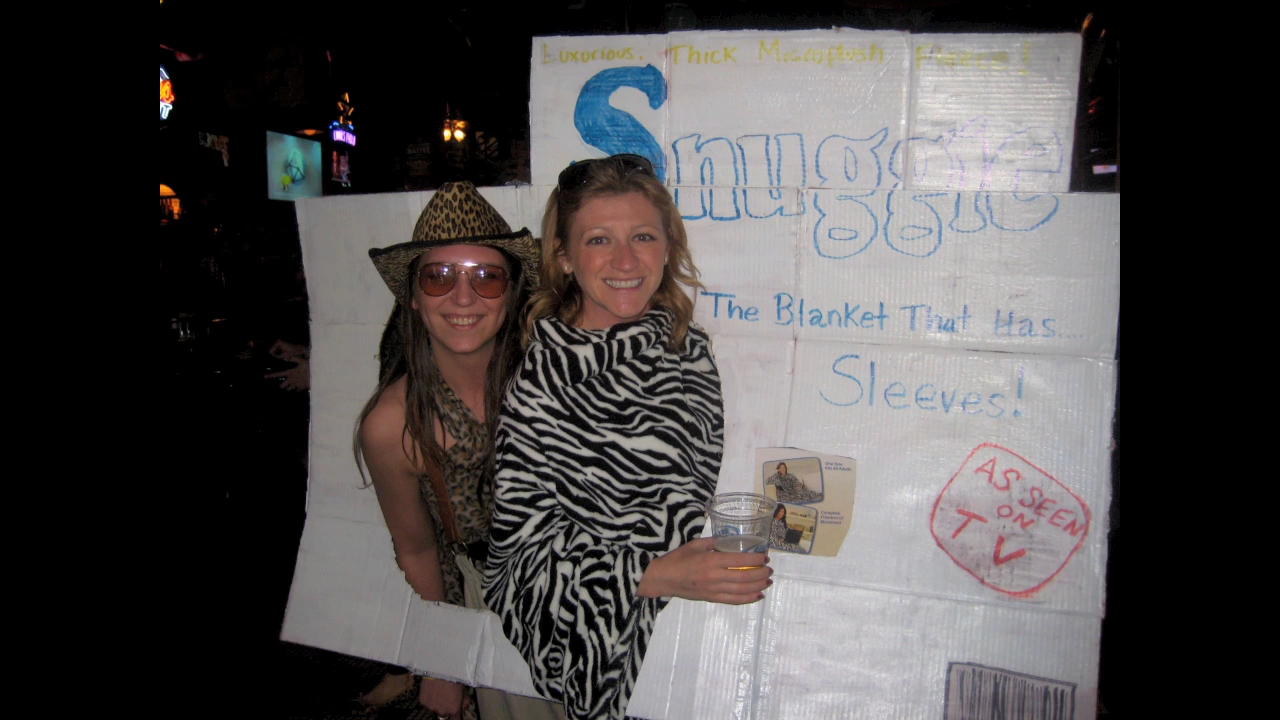 Luxurious. Thick Microplush Fleece!
Snuggie
The Blanket That Has....
Sleeves!
AS SEEN
ON
TV